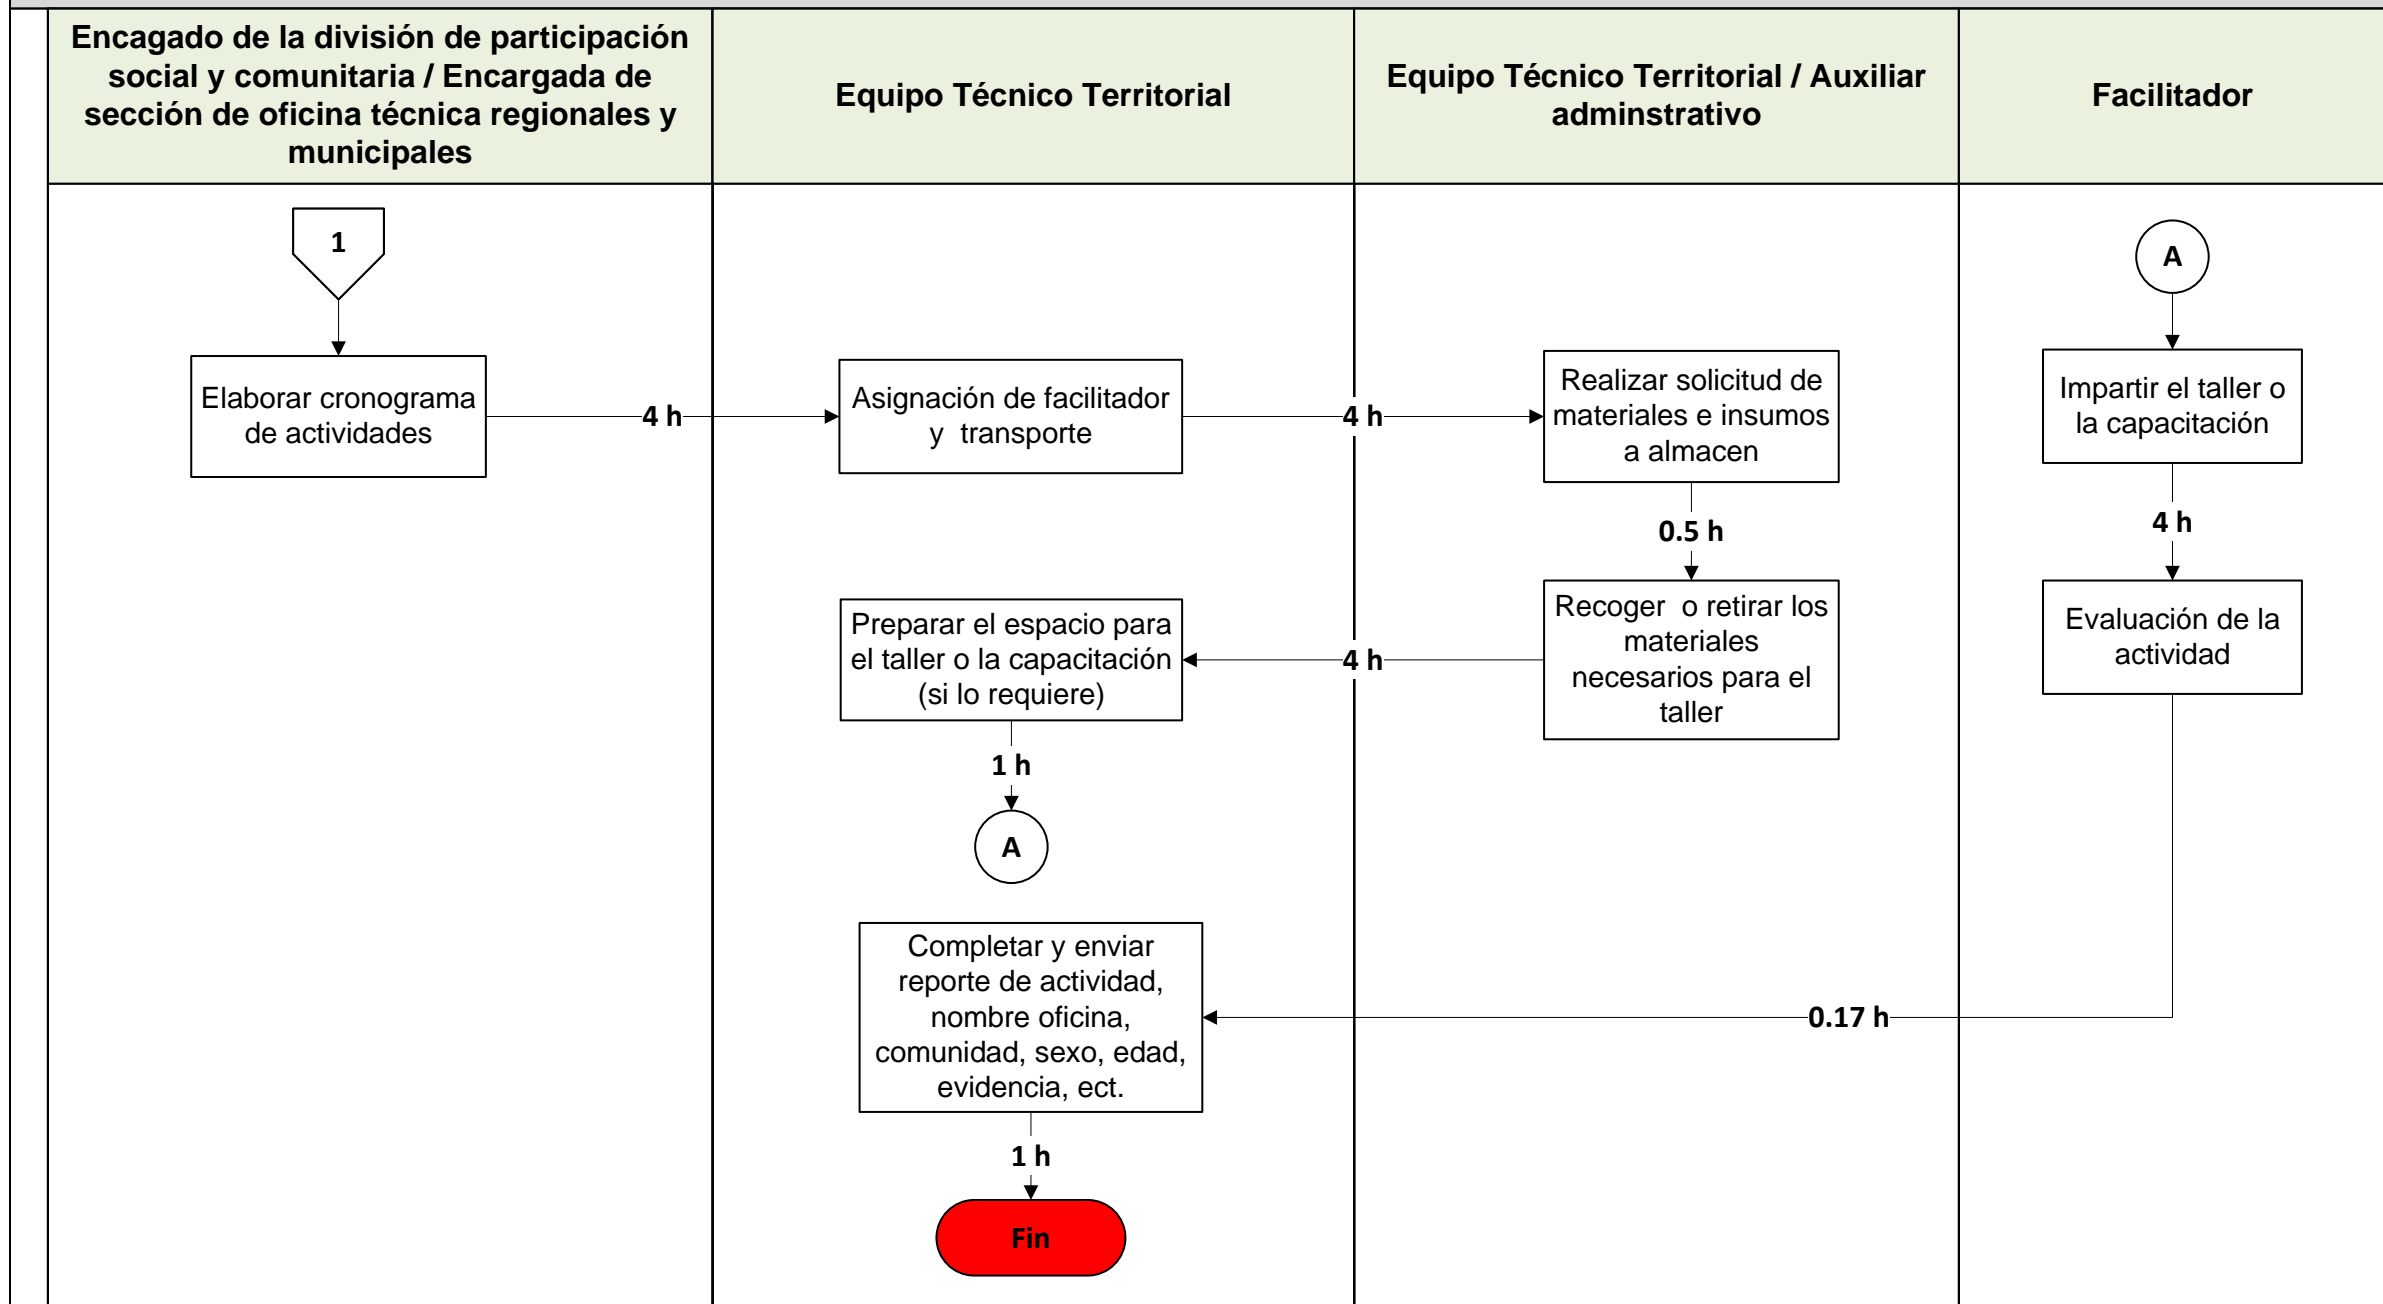 Encagado de la división de participación
social y comunitaria / Encargada de
sección de oficina técnica regionales y
municipales
Equipo Técnico Territorial
Equipo Técnico Territorial / Auxiliar
adminstrativo
Facilitador
1
Elaborar cronograma
de actividades
4 h
Asignación de facilitador
y transporte
4 h
Realizar solicitud de
materiales e insumos
a almacen
0.5 h
Recoger o retirar los
materiales
necesarios para el
taller
4 h
Preparar el espacio para
el taller o la capacitación
(si lo requiere)
1 h
A
A
Impartir el taller o
la capacitación
4 h
Evaluación de la
actividad
0.17 h
Completar y enviar
reporte de actividad,
nombre oficina,
comunidad, sexo, edad,
evidencia, ect.
1 h
Fin